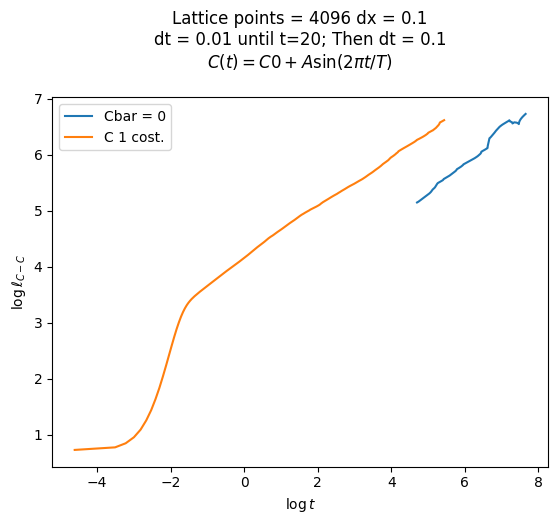 Lattice points = 4096 dx = 0.1
dt = 0.01 until t=20; Then dt = 0.1
C(t) = C0 + Asin(2πt/T)
Cbar = 0
C 1 cost.
7
6
5
4
3
2
1
log ℓ_{C−C}
−4
−2
0
2
4
6
8
log t